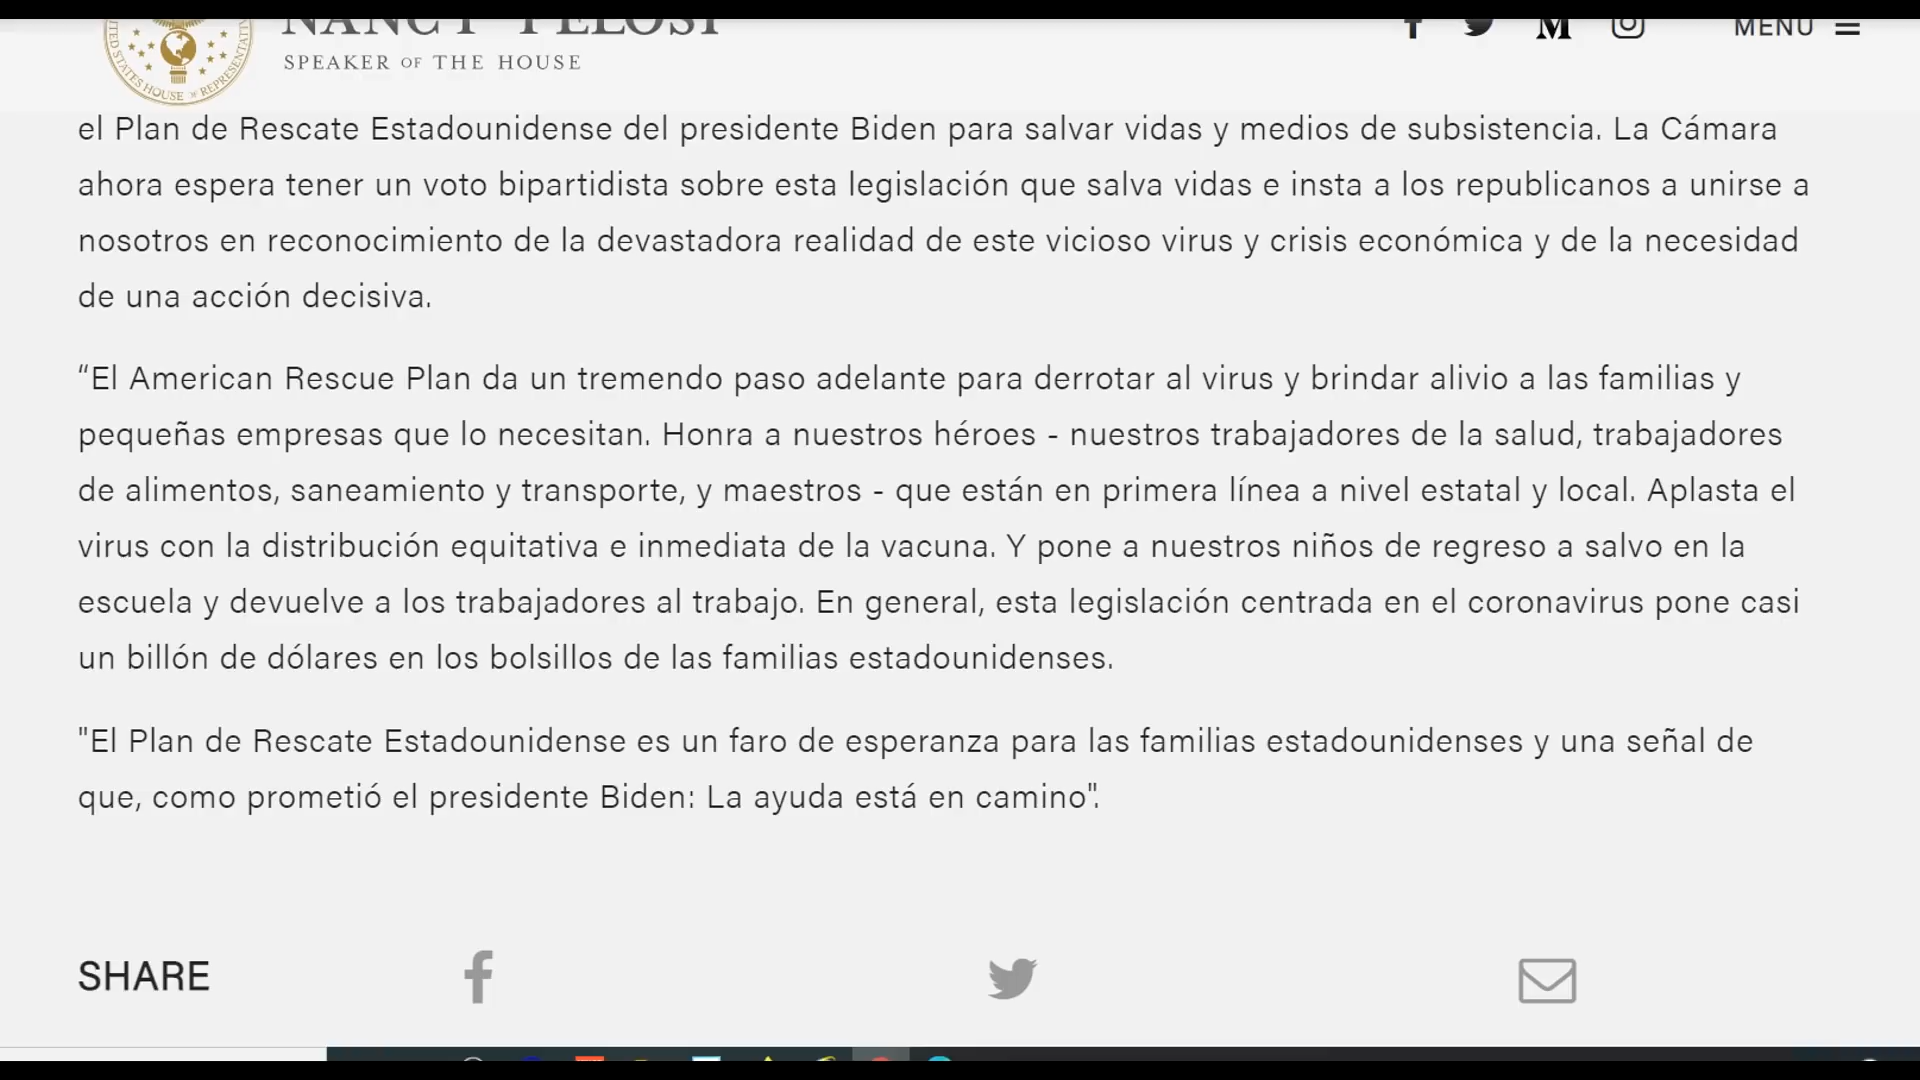 NANCY PELOSI
SPEAKER OF THE HOUSE
MENU
UNITED STATES HOUSE OF REPRESENTATIVES
el Plan de Rescate Estadounidense del presidente Biden para salvar vidas y medios de subsistencia. La Cámara
ahora espera tener un voto bipartidista sobre esta legislación que salva vidas e insta a los republicanos a unirse a
nosotros en reconocimiento de la devastadora realidad de este vicioso virus y crisis económica y de la necesidad
de una acción decisiva.
“El American Rescue Plan da un tremendo paso adelante para derrotar al virus y brindar alivio a las familias y
pequeñas empresas que lo necesitan. Honra a nuestros héroes - nuestros trabajadores de la salud, trabajadores
de alimentos, saneamiento y transporte, y maestros - que están en primera línea a nivel estatal y local. Aplasta el
virus con la distribución equitativa e inmediata de la vacuna. Y pone a nuestros niños de regreso a salvo en la
escuela y devuelve a los trabajadores al trabajo. En general, esta legislación centrada en el coronavirus pone casi
un billón de dólares en los bolsillos de las familias estadounidenses.
"El Plan de Rescate Estadounidense es un faro de esperanza para las familias estadounidenses y una señal de
que, como prometió el presidente Biden: La ayuda está en camino".
SHARE